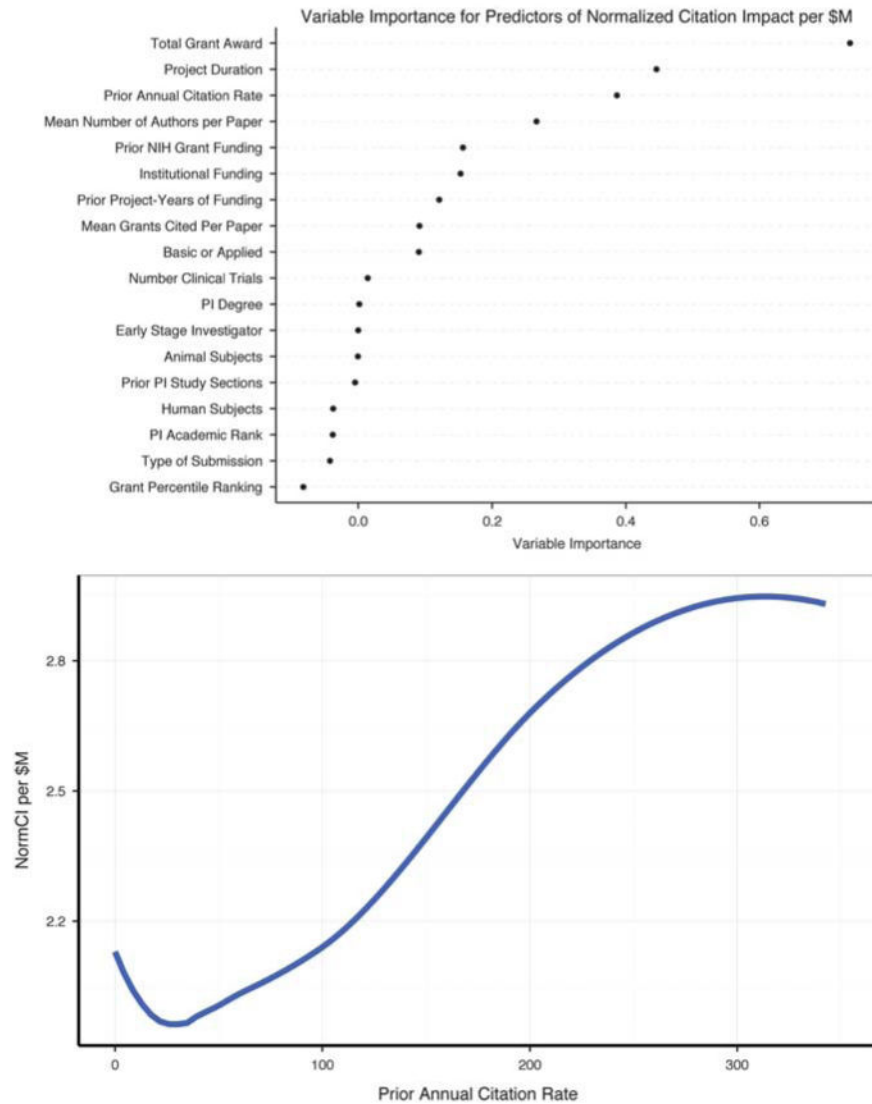 Variable Importance for Predictors of Normalized Citation Impact per $M
Total Grant Award
Project Duration
Prior Annual Citation Rate
Mean Number of Authors per Paper
Prior NIH Grant Funding
Institutional Funding
Prior Project-Years of Funding
Mean Grants Cited Per Paper
Basic or Applied
Number Clinical Trials
PI Degree
Early Stage Investigator
Animal Subjects
Prior PI Study Sections
Human Subjects
PI Academic Rank
Type of Submission
Grant Percentile Ranking
0.0 0.2 0.4 0.6
Variable Importance
NormCI per $M
2.8
2.5
2.2
0 100 200 300
Prior Annual Citation Rate